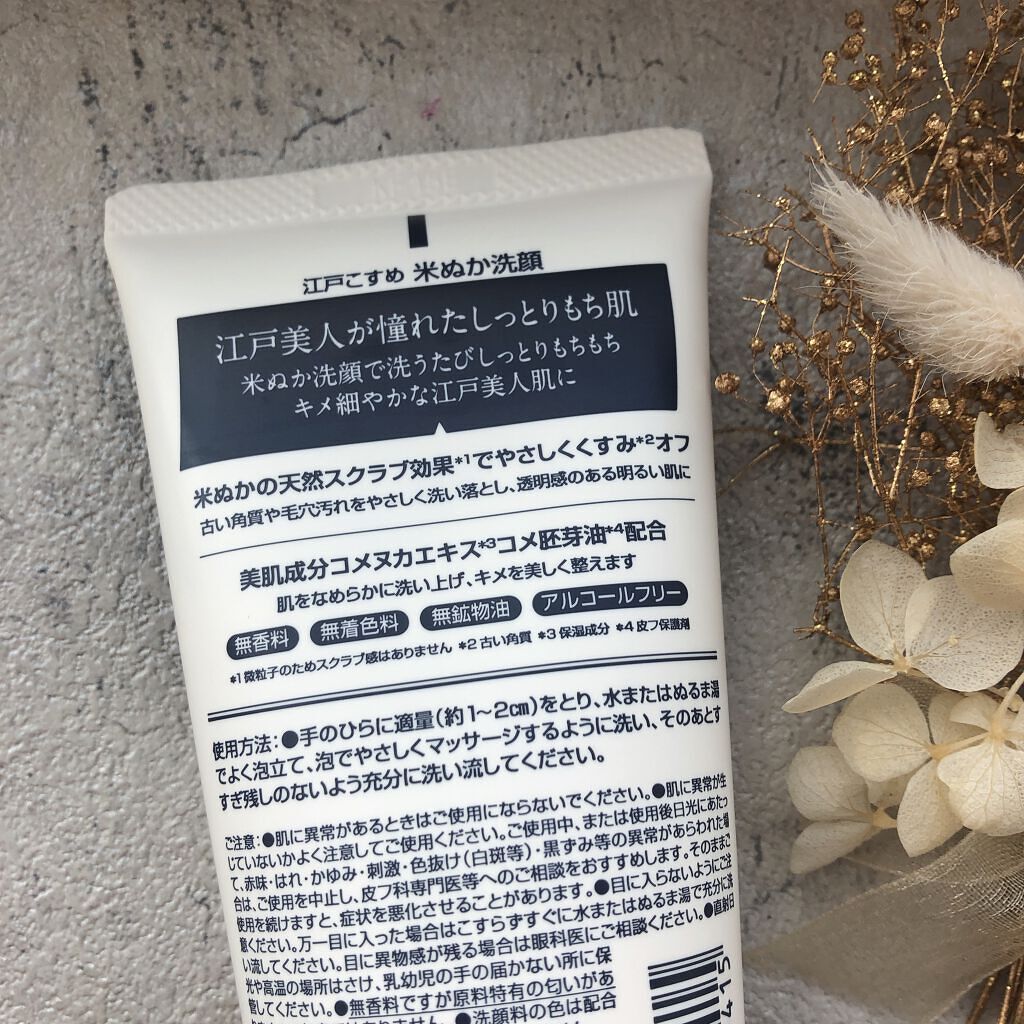 江戸こすめ 米ぬか洗顔
江戸美人が憧れたしっとりもち肌
米ぬか洗顔で洗うたびしっとりもちもち
キメ細やかな江戸美人肌に
米ぬかの天然スクラブ効果*1でやさしくくすみ*2オフ
古い角質や毛穴汚れをやさしく洗い落とし、透明感のある明るい肌に
美肌成分コメヌカエキス*3コメ胚芽油*4配合
肌をなめらかに洗い上げ、キメを美しく整えます
無香料 無着色料 無鉱物油 アルコールフリー
*1 微粒子のためスクラブ感はありません *2 古い角質 *3 保湿成分 *4 皮フ保護剤
使用方法:●手のひらに適量(約1~2cm)をとり、水またはぬるま湯
でよく泡立て、泡でやさしくマッサージするように洗い、そのあとす
すぎ残しのないよう充分に洗い流してください。
ご注意:●肌に異常があるときはご使用にならないでください。●肌に異常が生
じていないかよく注意してご使用ください。ご使用中、または使用後日光にあたっ
て、赤味・はれ・かゆみ・刺激・色抜け(白斑等)・黒ずみ等の異常があらわれた場
合は、ご使用を中止し、皮フ科専門医等へのご相談をおすすめします。そのままご
使用を続けますと、症状を悪化させることがあります。●目に入らないようにご注
意ください。万一目に入った場合はこすらずすぐに水またはぬるま湯で充分に洗
い流してください。目に異物感が残る場合は眼科医にご相談ください。●直射日
光や高温の場所はさけ、乳幼児の手の届かない所に保
管してください。●無香料ですが原料特有の匂いがあ
●洗顔料の色は配合
415